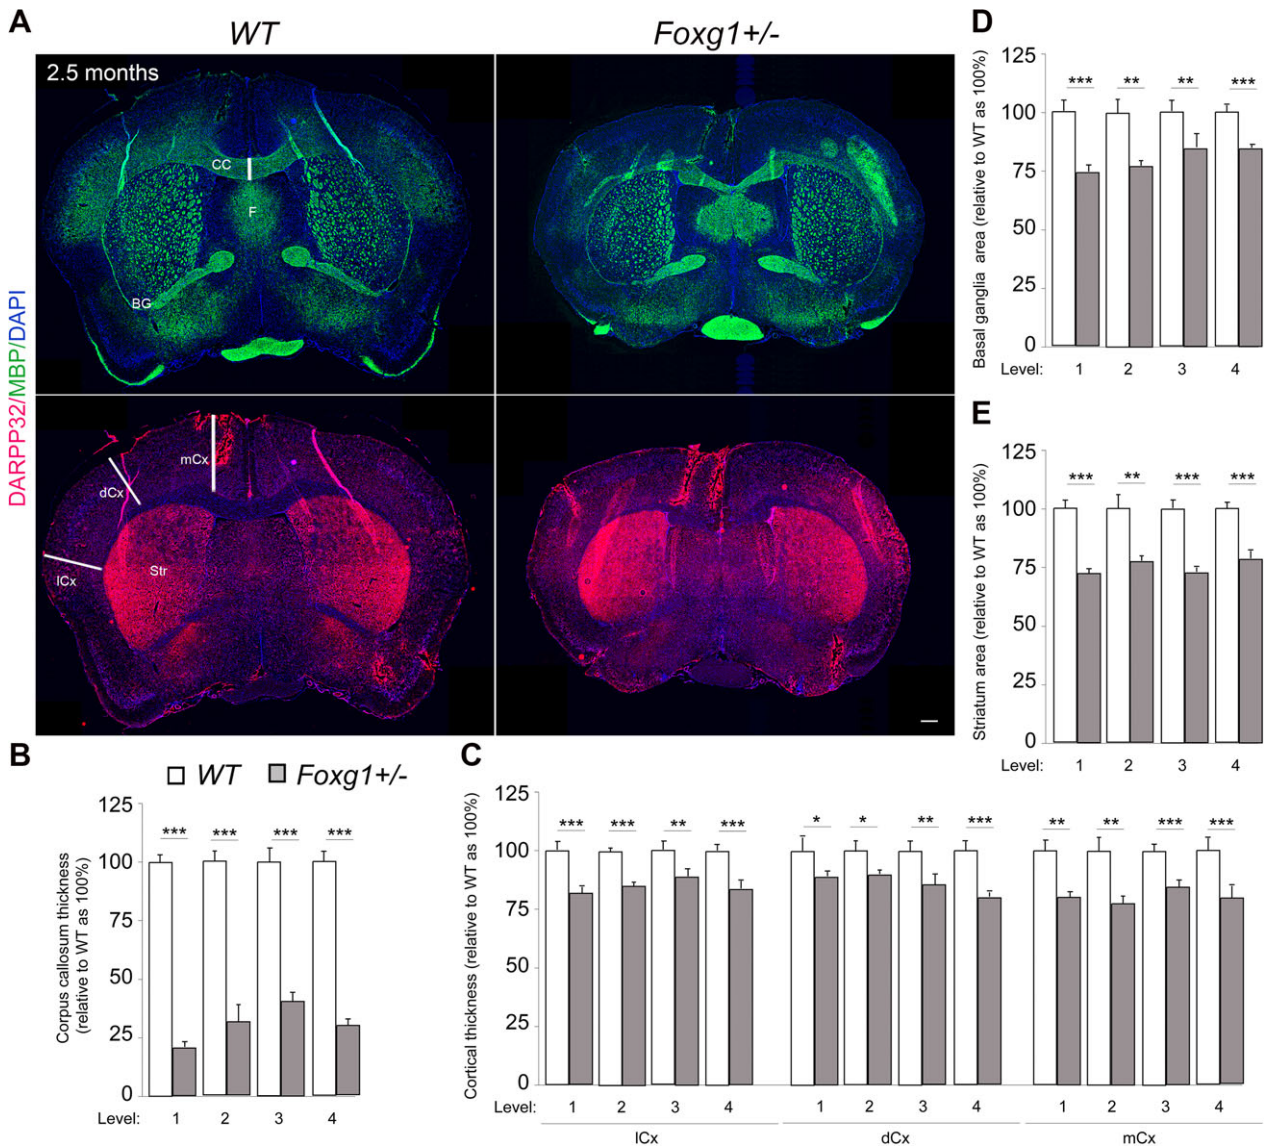 A
WT
Foxg1+/-
2.5 months
CC
F
BG
DARPP32/MBP/DAPI
mCx
dCx
lCx
Str
B
WT
Foxg1+/-
Corpus callosum thickness
(relative to WT as 100%)
125
100
75
50
25
0
*** *** *** ***
Level: 1 2 3 4
C
Cortical thickness (relative to WT as 100%)
125
100
75
50
25
0
*** *** ** *** * * ** *** ** ** *** ***
Level: 1 2 3 4 1 2 3 4 1 2 3 4
lCx dCx mCx
D
Basal ganglia area (relative to WT as 100%)
125
100
75
50
25
0
*** ** ** ***
Level: 1 2 3 4
E
Striatum area (relative to WT as 100%)
125
100
75
50
25
0
*** ** *** ***
Level: 1 2 3 4